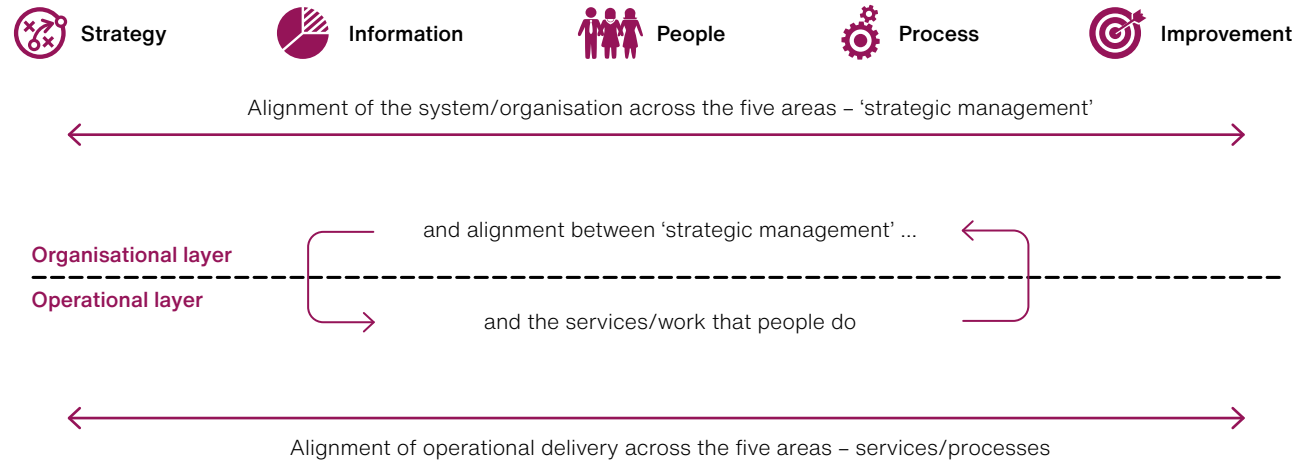 Strategy
Information
People
Process
Improvement
Alignment of the system/organisation across the five areas – ‘strategic management’
and alignment between ‘strategic management’ ...
Organisational layer
Operational layer
and the services/work that people do
Alignment of operational delivery across the five areas – services/processes